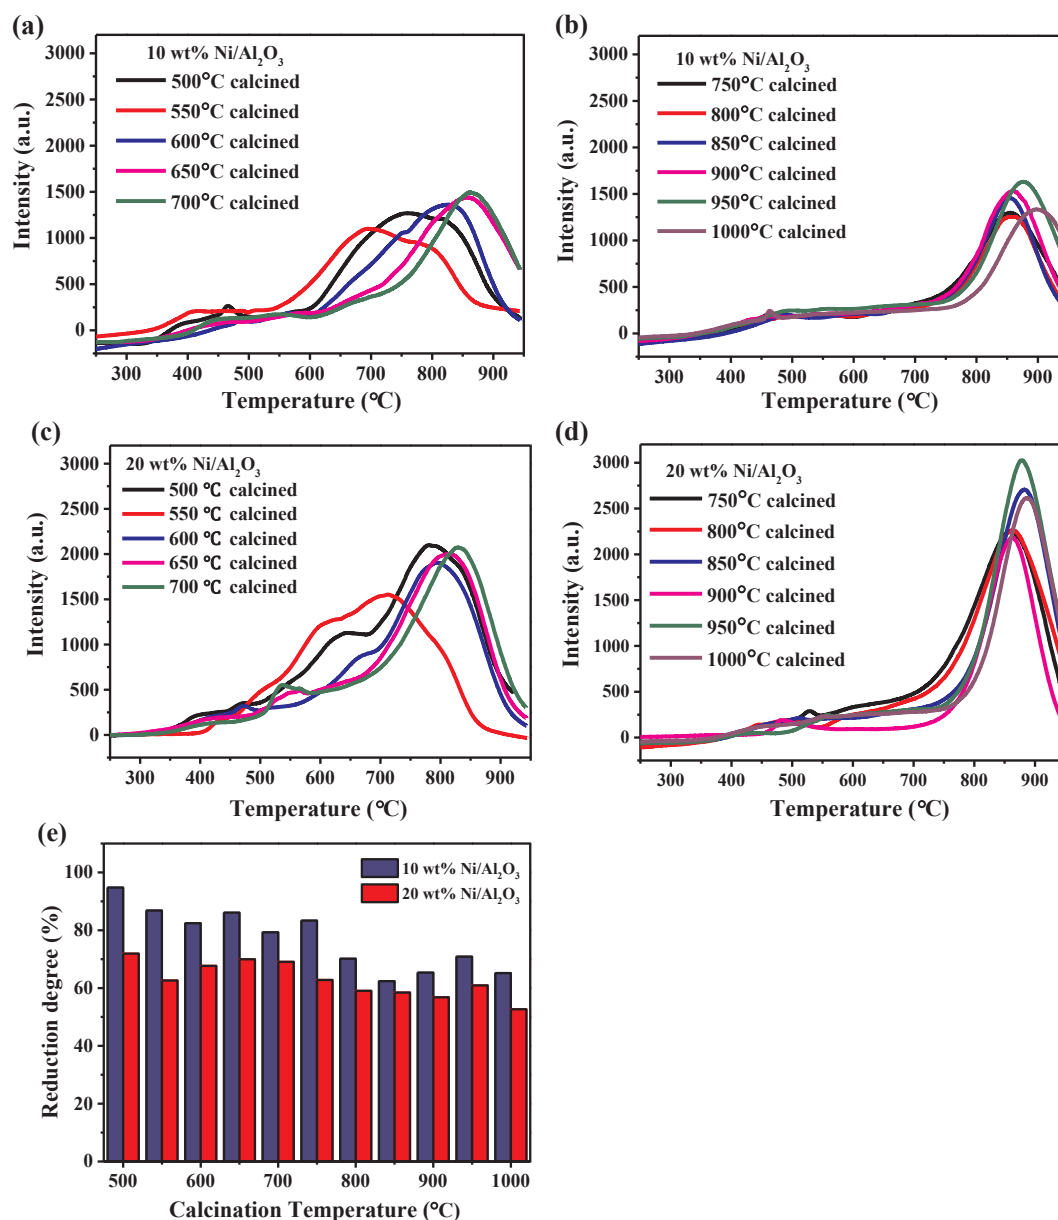 (a)
10 wt% Ni/Al₂O₃
500°C calcined
550°C calcined
600°C calcined
650°C calcined
700°C calcined
Intensity (a.u.)
3000
2500
2000
1500
1000
500
0
300 400 500 600 700 800 900
Temperature (℃)
(b)
10 wt% Ni/Al₂O₃
750°C calcined
800°C calcined
850°C calcined
900°C calcined
950°C calcined
1000°C calcined
Intensity (a.u.)
3000
2500
2000
1500
1000
500
0
300 400 500 600 700 800 900
Temperature (℃)
(c)
20 wt% Ni/Al₂O₃
500 ℃ calcined
550 ℃ calcined
600 ℃ calcined
650 ℃ calcined
700 ℃ calcined
Intensity (a.u.)
3000
2500
2000
1500
1000
500
0
300 400 500 600 700 800 900
Temperature (℃)
(d)
20 wt% Ni/Al₂O₃
750°C calcined
800°C calcined
850°C calcined
900°C calcined
950°C calcined
1000°C calcined
Intensity (a.u.)
3000
2500
2000
1500
1000
500
0
300 400 500 600 700 800 900
Temperature (℃)
(e)
10 wt% Ni/Al₂O₃
20 wt% Ni/Al₂O₃
Reduction degree (%)
100
80
60
40
20
0
500 600 700 800 900 1000
Calcination Temperature (℃)